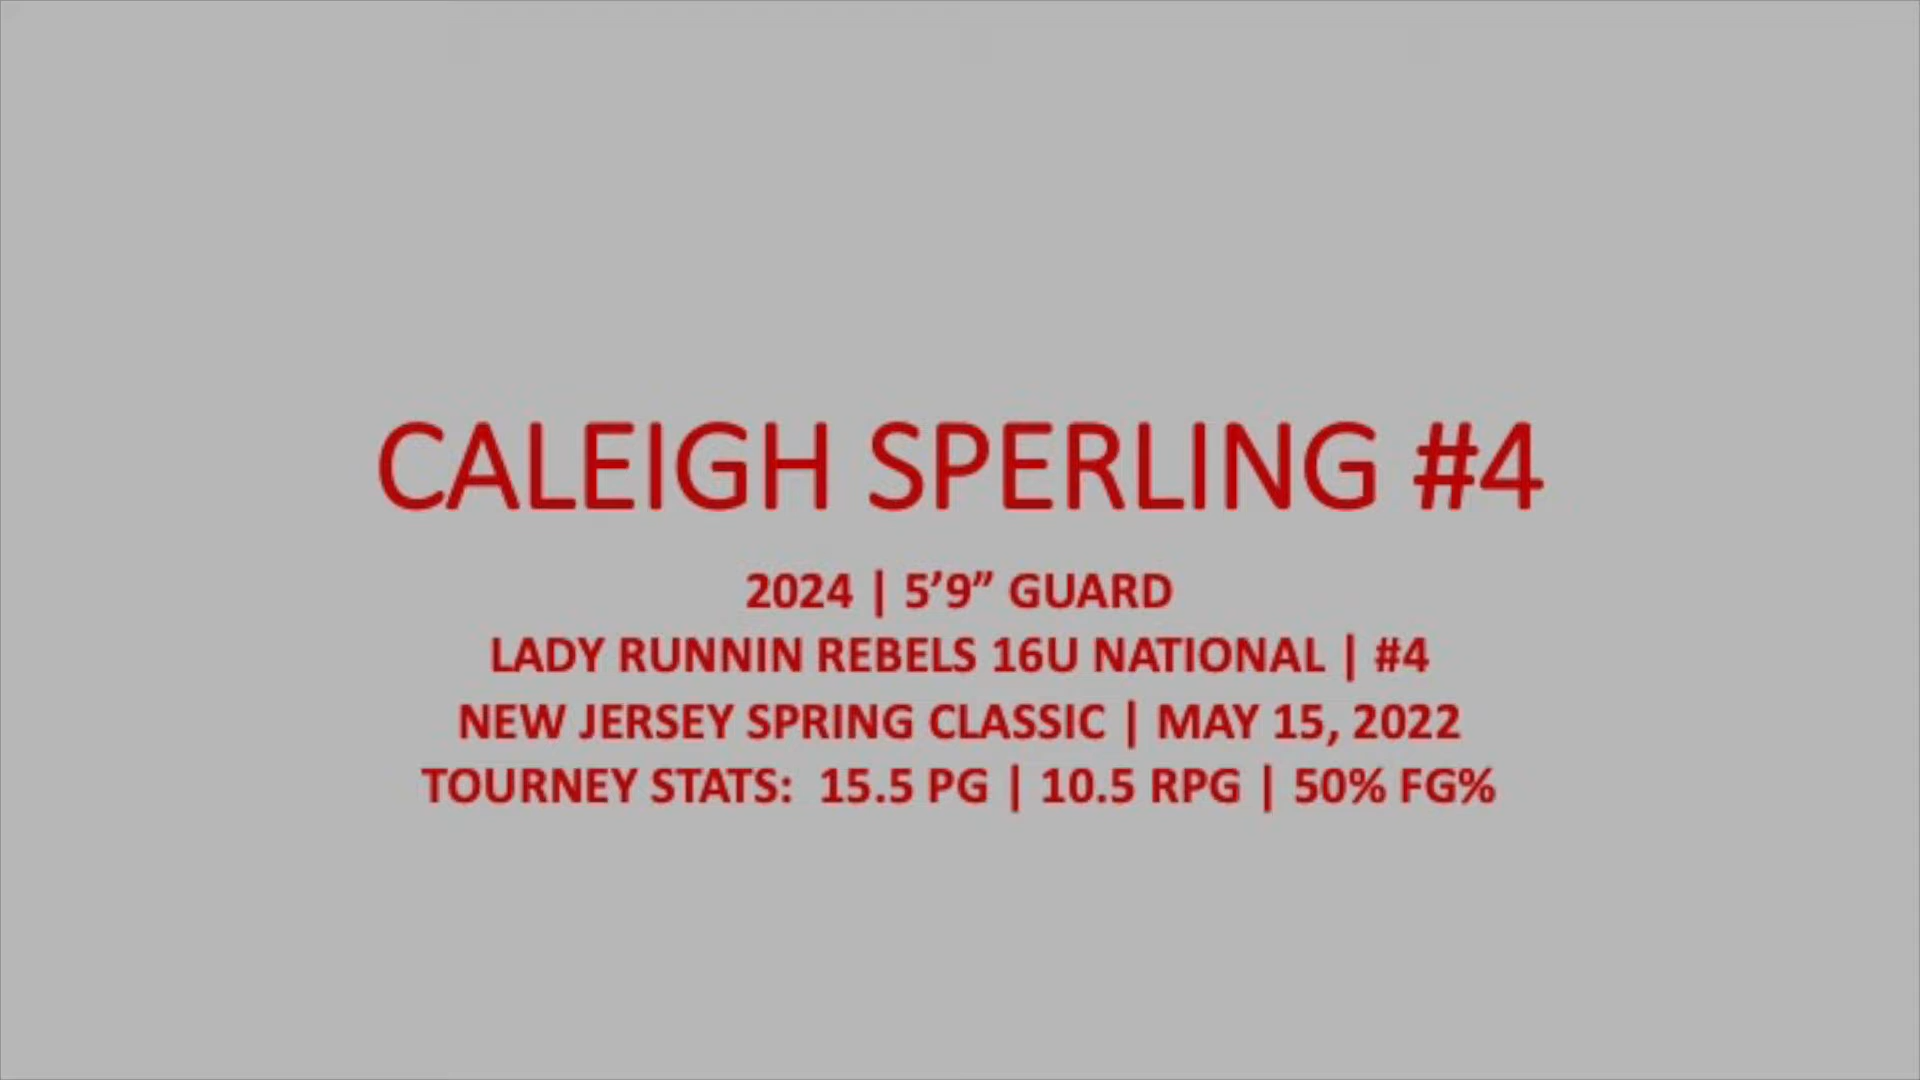 CALEIGH SPERLING #4
2024 | 5’9” GUARD
LADY RUNNIN REBELS 16U NATIONAL | #4
NEW JERSEY SPRING CLASSIC | MAY 15, 2022
TOURNEY STATS:  15.5 PG | 10.5 RPG | 50% FG%